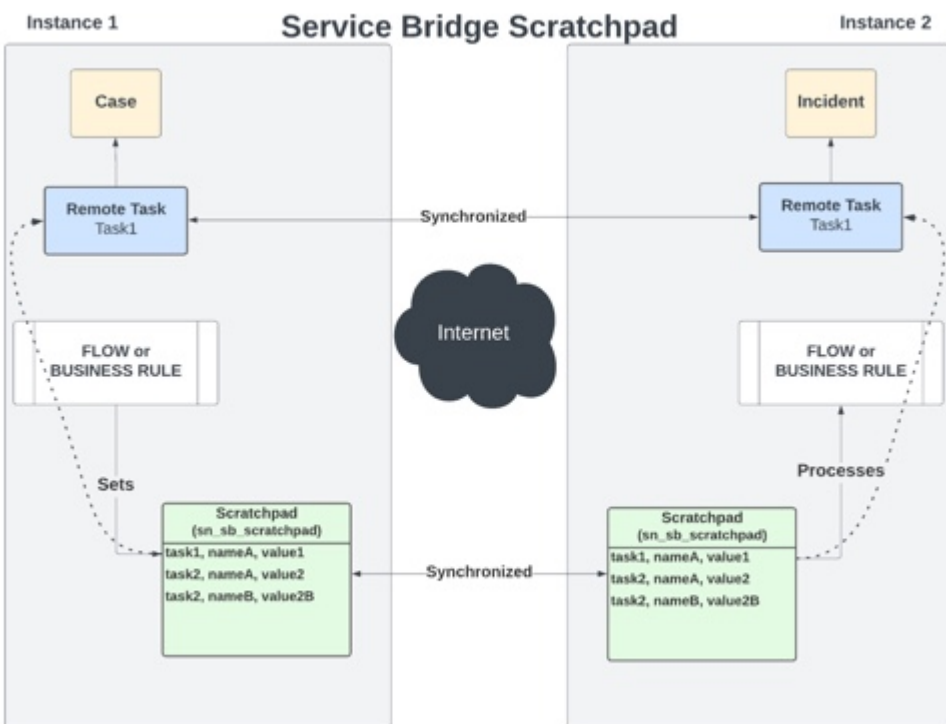 Instance 1
Service Bridge Scratchpad
Instance 2
Case
Incident
Remote Task
Task1
Synchronized
Remote Task
Task1
Internet
FLOW or
BUSINESS RULE
FLOW or
BUSINESS RULE
Sets
Processes
Scratchpad
(sn_sb_scratchpad)
task1, nameA, value1
task2, nameA, value2
task2, nameB, value2B
Synchronized
Scratchpad
(sn_sb_scratchpad)
task1, nameA, value1
task2, nameA, value2
task2, nameB, value2B